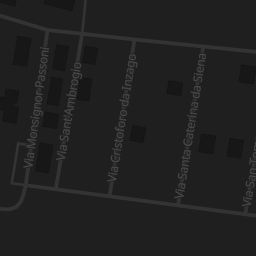 Via Monsignor Passoni
Via Sant'Ambrogio
Via Cristoforo da Inzago
Via Santa Caterina da Siena
Via San